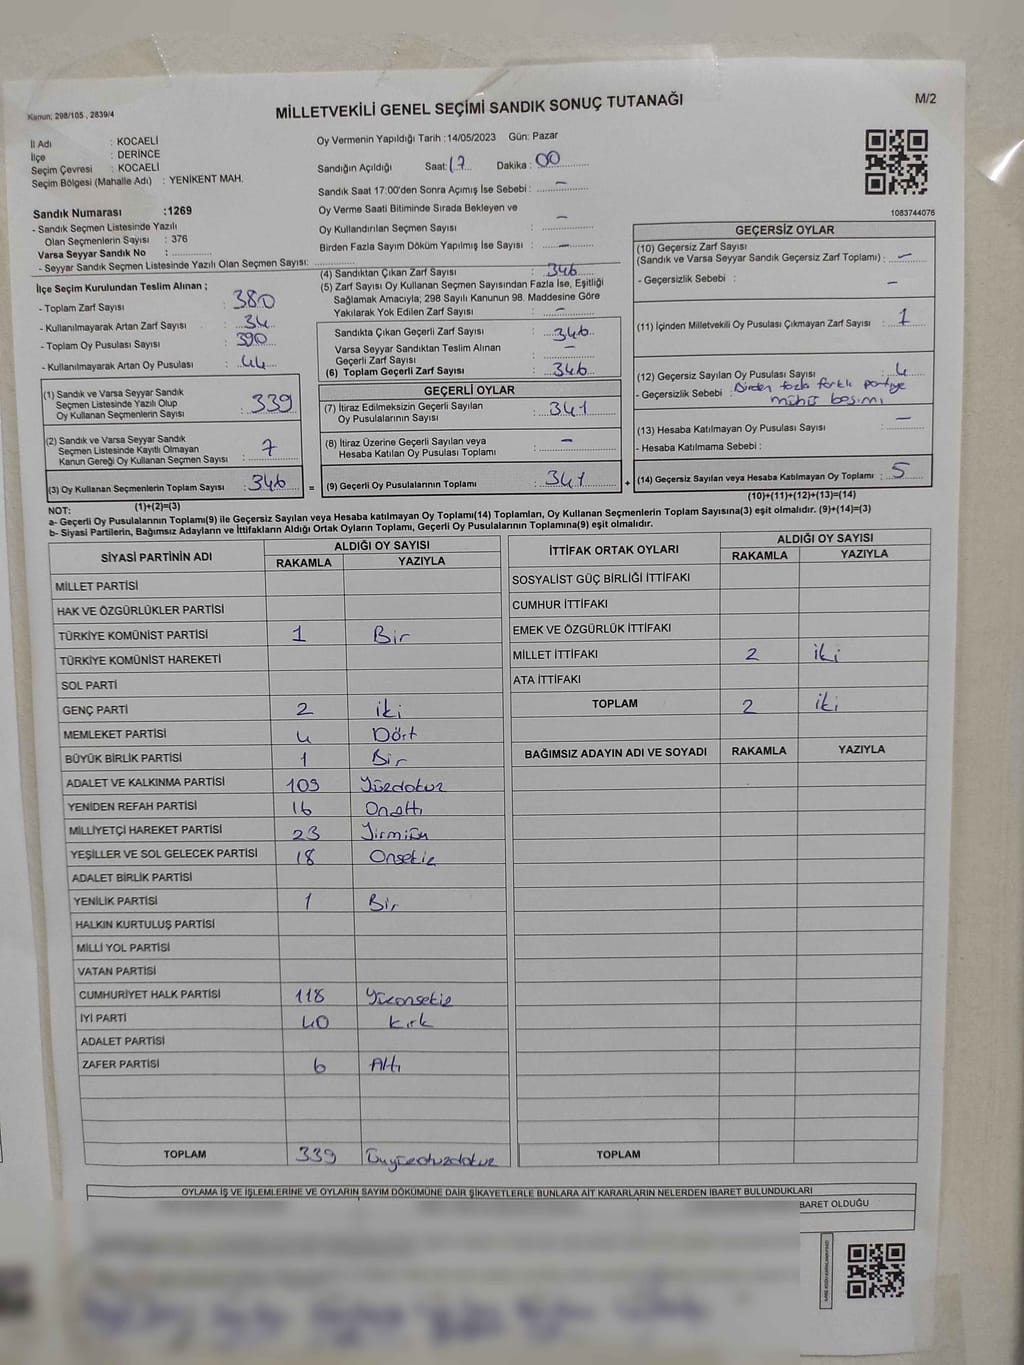 Kanun; 298/105 , 2839/4
MİLLETVEKİLİ GENEL SEÇİMİ SANDIK SONUÇ TUTANAĞI
M/2
İl Adı : KOCAELİ
İlçe : DERİNCE
Seçim Çevresi : KOCAELİ
Seçim Bölgesi (Mahalle Adı) : YENİKENT MAH.
Oy Vermenin Yapıldığı Tarih :14/05/2023 Gün: Pazar
Sandığın Açıldığı Saat: 17 Dakika : 00
Sandık Saat 17:00'den Sonra Açımış İse Sebebi : –
Oy Verme Saati Bitiminde Sırada Bekleyen ve
Oy Kullandırılan Seçmen Sayısı : –
Birden Fazla Sayım Döküm Yapılmış İse Sayısı : –
1083744076
Sandık Numarası :1269
- Sandık Seçmen Listesinde Yazılı
Olan Seçmenlerin Sayısı : 376
Varsa Seyyar Sandık No :
- Seyyar Sandık Seçmen Listesinde Yazılı Olan Seçmen Sayısı:
İlçe Seçim Kurulundan Teslim Alınan ;
- Toplam Zarf Sayısı : 380
- Kullanılmayarak Artan Zarf Sayısı : 34
- Toplam Oy Pusulası Sayısı : 390
- Kullanılmayarak Artan Oy Pusulası : 44
(1) Sandık ve Varsa Seyyar Sandık
Seçmen Listesinde Yazılı Olup
Oy Kullanan Seçmenlerin Sayısı : 339
(2) Sandık ve Varsa Seyyar Sandık
Seçmen Listesinde Kayıtlı Olmayan
Kanun Gereği Oy Kullanan Seçmen Sayısı : 7
(3) Oy Kullanan Seçmenlerin Toplam Sayısı : 346
(1)+(2)=(3)
(4) Sandıktan Çıkan Zarf Sayısı : 346
(5) Zarf Sayısı Oy Kullanan Seçmen Sayısından Fazla İse, Eşitliği
Sağlamak Amacıyla; 298 Sayılı Kanunun 98. Maddesine Göre
Yakılarak Yok Edilen Zarf Sayısı : –
Sandıkta Çıkan Geçerli Zarf Sayısı : 346
Varsa Seyyar Sandıktan Teslim Alınan
Geçerli Zarf Sayısı : –
(6) Toplam Geçerli Zarf Sayısı : 346
GEÇERLİ OYLAR
(7) İtiraz Edilmeksizin Geçerli Sayılan
Oy Pusulalarının Sayısı : 341
(8) İtiraz Üzerine Geçerli Sayılan veya
Hesaba Katılan Oy Pusulası Toplamı : –
= (9) Geçerli Oy Pusulalarının Toplamı : 341
GEÇERSİZ OYLAR
(10) Geçersiz Zarf Sayısı
(Sandık ve Varsa Seyyar Sandık Geçersiz Zarf Toplamı) : –
- Geçersizlik Sebebi : –
(11) İçinden Milletvekili Oy Pusulası Çıkmayan Zarf Sayısı : 1
(12) Geçersiz Sayılan Oy Pusulası Sayısı : 4
- Geçersizlik Sebebi : Birden fazla farklı partiye
mühür basımı
(13) Hesaba Katılmayan Oy Pusulası Sayısı : –
- Hesaba Katılmama Sebebi :
+ (14) Geçersiz Sayılan veya Hesaba Katılmayan Oy Toplamı : 5
(10)+(11)+(12)+(13)=(14)
NOT:
a- Geçerli Oy Pusulalarının Toplamı(9) ile Geçersiz Sayılan veya Hesaba katılmayan Oy Toplamı(14) Toplamları, Oy Kullanan Seçmenlerin Toplam Sayısına(3) eşit olmalıdır. (9)+(14)=(3)
b- Siyasi Partilerin, Bağımsız Adayların ve İttifakların Aldığı Ortak Oyların Toplamı, Geçerli Oy Pusulalarının Toplamına(9) eşit olmalıdır.
SİYASİ PARTİNİN ADI ALDIĞI OY SAYISI
RAKAMLA YAZIYLA
MİLLET PARTİSİ
HAK VE ÖZGÜRLÜKLER PARTİSİ
TÜRKİYE KOMÜNİST PARTİSİ 1 Bir
TÜRKİYE KOMÜNİST HAREKETİ
SOL PARTİ
GENÇ PARTİ 2 iki
MEMLEKET PARTİSİ 4 Dört
BÜYÜK BİRLİK PARTİSİ 1 Bir
ADALET VE KALKINMA PARTİSİ 109 Yüzdokuz
YENİDEN REFAH PARTİSİ 16 Onaltı
MİLLİYETÇİ HAREKET PARTİSİ 23 Yirmiüç
YEŞİLLER VE SOL GELECEK PARTİSİ 18 Onsekiz
ADALET BİRLİK PARTİSİ
YENİLİK PARTİSİ 1 Bir
HALKIN KURTULUŞ PARTİSİ
MİLLİ YOL PARTİSİ
VATAN PARTİSİ
CUMHURİYET HALK PARTİSİ 118 Yüzonsekiz
İYİ PARTİ 40 Kırk
ADALET PARTİSİ
ZAFER PARTİSİ 6 Altı
TOPLAM 339 Üçyüzotuzdokuz
İTTİFAK ORTAK OYLARI ALDIĞI OY SAYISI
RAKAMLA YAZIYLA
SOSYALİST GÜÇ BİRLİĞİ İTTİFAKI
CUMHUR İTTİFAKI
EMEK VE ÖZGÜRLÜK İTTİFAKI
MİLLET İTTİFAKI 2 iki
ATA İTTİFAKI
TOPLAM 2 iki
BAĞIMSIZ ADAYIN ADI VE SOYADI RAKAMLA YAZIYLA
TOPLAM
OYLAMA İŞ VE İŞLEMLERİNE VE OYLARIN SAYIM DÖKÜMÜNE DAİR ŞİKAYETLERLE BUNLARA AİT KARARLARIN NELERDEN İBARET BULUNDUKLARI
BARET OLDUĞU